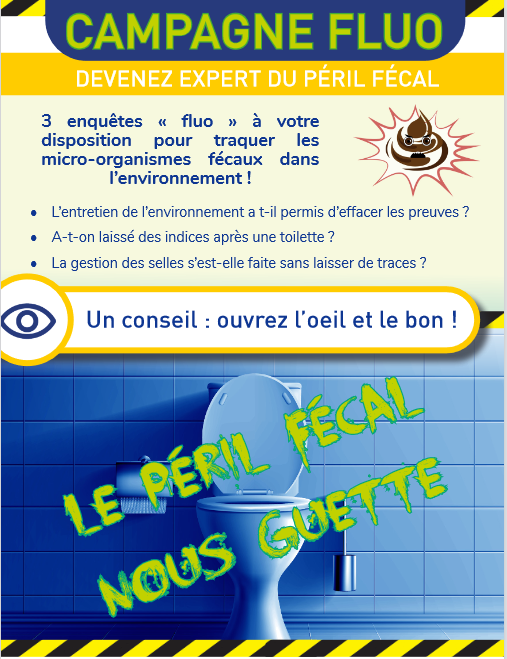 CAMPAGNE FLUO
DEVENEZ EXPERT DU PÉRIL FÉCAL
3 enquêtes « fluo » à votre
disposition pour traquer les
micro-organismes fécaux dans
l'environnement !
• L'entretien de l'environnement a t-il permis d'effacer les preuves ?
• A-t-on laissé des indices après une toilette ?
• La gestion des selles s'est-elle faite sans laisser de traces ?
Un conseil : ouvrez l'oeil et le bon !
LE PÉRIL FÉCAL
NOUS GUETTE